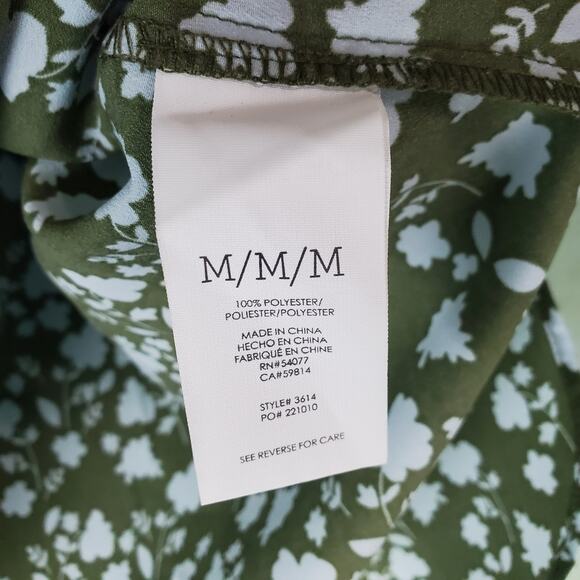 M/M/M
100% POLYESTER/
POLIESTER/POLYESTER
MADE IN CHINA
HECHO EN CHINA
FABRIQUÉ EN CHINE
RN#54077
CA#59814
STYLE# 3614
PO# 221010
SEE REVERSE FOR CARE